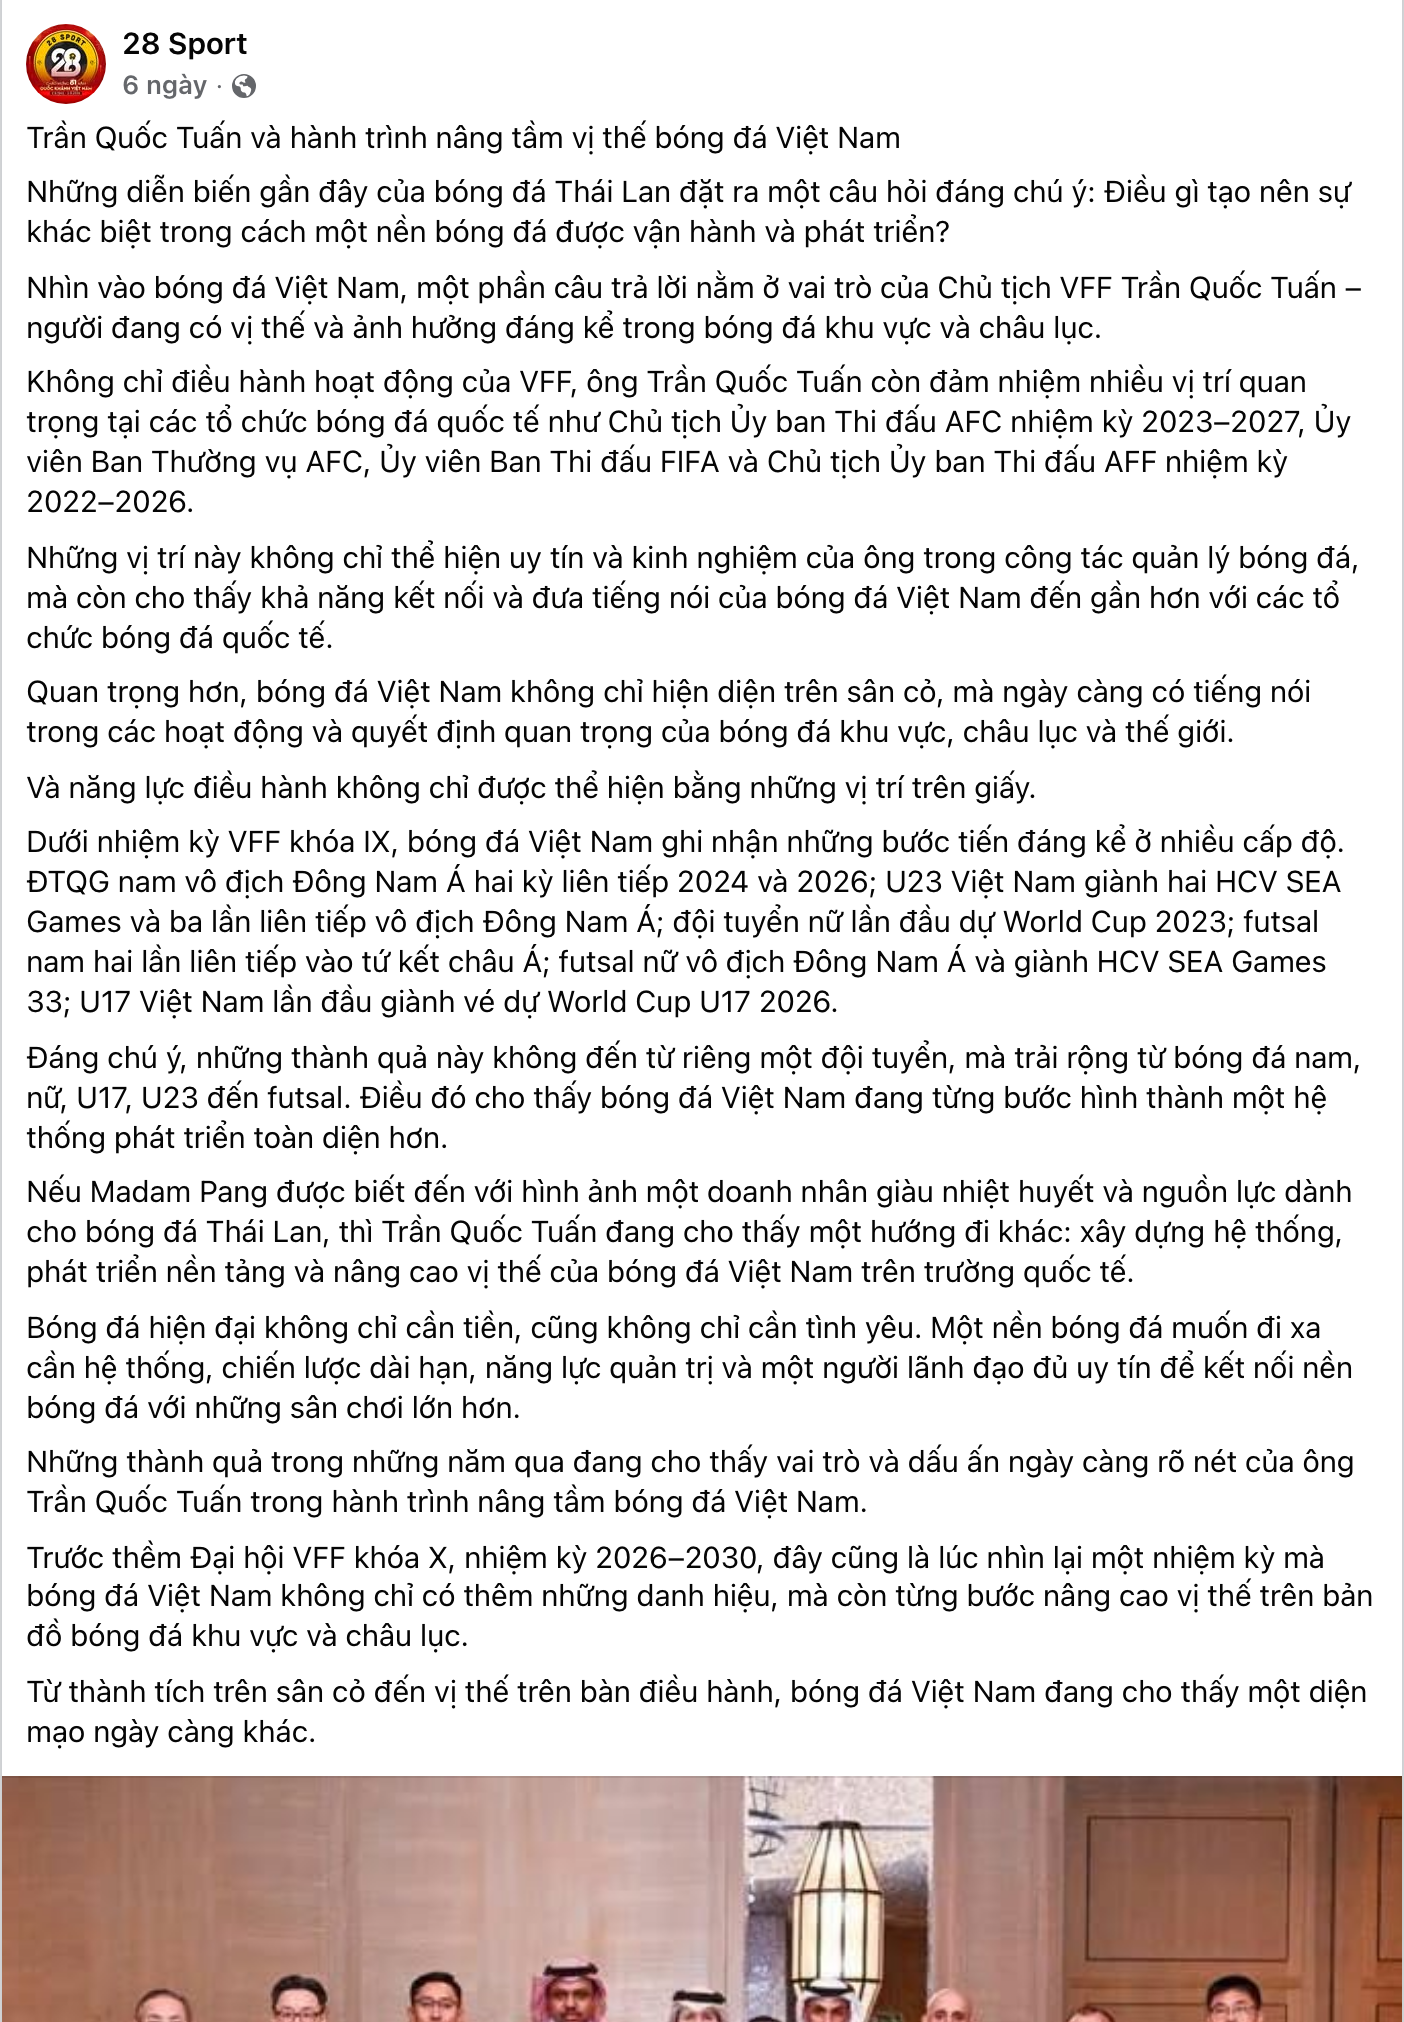 28 SPORT
28
QUỐC KHÁNH VIỆT NAM
28 Sport
6 ngày ·
Trần Quốc Tuấn và hành trình nâng tầm vị thế bóng đá Việt Nam
Những diễn biến gần đây của bóng đá Thái Lan đặt ra một câu hỏi đáng chú ý: Điều gì tạo nên sự
khác biệt trong cách một nền bóng đá được vận hành và phát triển?
Nhìn vào bóng đá Việt Nam, một phần câu trả lời nằm ở vai trò của Chủ tịch VFF Trần Quốc Tuấn –
người đang có vị thế và ảnh hưởng đáng kể trong bóng đá khu vực và châu lục.
Không chỉ điều hành hoạt động của VFF, ông Trần Quốc Tuấn còn đảm nhiệm nhiều vị trí quan
trọng tại các tổ chức bóng đá quốc tế như Chủ tịch Ủy ban Thi đấu AFC nhiệm kỳ 2023–2027, Ủy
viên Ban Thường vụ AFC, Ủy viên Ban Thi đấu FIFA và Chủ tịch Ủy ban Thi đấu AFF nhiệm kỳ
2022–2026.
Những vị trí này không chỉ thể hiện uy tín và kinh nghiệm của ông trong công tác quản lý bóng đá,
mà còn cho thấy khả năng kết nối và đưa tiếng nói của bóng đá Việt Nam đến gần hơn với các tổ
chức bóng đá quốc tế.
Quan trọng hơn, bóng đá Việt Nam không chỉ hiện diện trên sân cỏ, mà ngày càng có tiếng nói
trong các hoạt động và quyết định quan trọng của bóng đá khu vực, châu lục và thế giới.
Và năng lực điều hành không chỉ được thể hiện bằng những vị trí trên giấy.
Dưới nhiệm kỳ VFF khóa IX, bóng đá Việt Nam ghi nhận những bước tiến đáng kể ở nhiều cấp độ.
ĐTQG nam vô địch Đông Nam Á hai kỳ liên tiếp 2024 và 2026; U23 Việt Nam giành hai HCV SEA
Games và ba lần liên tiếp vô địch Đông Nam Á; đội tuyển nữ lần đầu dự World Cup 2023; futsal
nam hai lần liên tiếp vào tứ kết châu Á; futsal nữ vô địch Đông Nam Á và giành HCV SEA Games
33; U17 Việt Nam lần đầu giành vé dự World Cup U17 2026.
Đáng chú ý, những thành quả này không đến từ riêng một đội tuyển, mà trải rộng từ bóng đá nam,
nữ, U17, U23 đến futsal. Điều đó cho thấy bóng đá Việt Nam đang từng bước hình thành một hệ
thống phát triển toàn diện hơn.
Nếu Madam Pang được biết đến với hình ảnh một doanh nhân giàu nhiệt huyết và nguồn lực dành
cho bóng đá Thái Lan, thì Trần Quốc Tuấn đang cho thấy một hướng đi khác: xây dựng hệ thống,
phát triển nền tảng và nâng cao vị thế của bóng đá Việt Nam trên trường quốc tế.
Bóng đá hiện đại không chỉ cần tiền, cũng không chỉ cần tình yêu. Một nền bóng đá muốn đi xa
cần hệ thống, chiến lược dài hạn, năng lực quản trị và một người lãnh đạo đủ uy tín để kết nối nền
bóng đá với những sân chơi lớn hơn.
Những thành quả trong những năm qua đang cho thấy vai trò và dấu ấn ngày càng rõ nét của ông
Trần Quốc Tuấn trong hành trình nâng tầm bóng đá Việt Nam.
Trước thềm Đại hội VFF khóa X, nhiệm kỳ 2026–2030, đây cũng là lúc nhìn lại một nhiệm kỳ mà
bóng đá Việt Nam không chỉ có thêm những danh hiệu, mà còn từng bước nâng cao vị thế trên bản
đồ bóng đá khu vực và châu lục.
Từ thành tích trên sân cỏ đến vị thế trên bàn điều hành, bóng đá Việt Nam đang cho thấy một diện
mạo ngày càng khác.